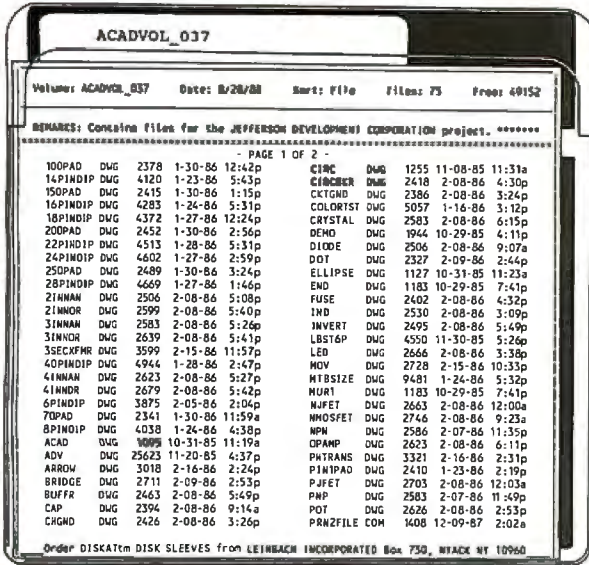 ACADVOL_037
Volume: ACADVOL_037 Date: 8/20/88 Sort: File Files: 75 Free: 49152
REMARKS: Contains files for the JEFFERSON DEVELOPMENT CORPORATION project. *******
- PAGE 1 OF 2 -
100PAD DWG 2378 1-30-86 12:42p
14PINDIP DWG 4120 1-23-86 5:43p
150PAD DWG 2415 1-30-86 1:15p
16PINDIP DWG 4283 1-24-86 5:31p
18PINDIP DWG 4372 1-27-86 12:24p
200PAD DWG 2452 1-30-86 2:56p
22PINDIP DWG 4513 1-28-86 5:31p
24PINDIP DWG 4602 1-27-86 2:59p
250PAD DWG 2489 1-30-86 3:24p
28PINDIP DWG 4669 1-27-86 1:46p
2INNAN DWG 2506 2-08-86 5:08p
2INNOR DWG 2599 2-08-86 5:40p
3INNAN DWG 2583 2-08-86 5:26p
3INNOR DWG 2639 2-08-86 5:41p
3SECXFMR DWG 3599 2-15-86 11:57p
40PINDIP DWG 4944 1-28-86 2:47p
4INNAN DWG 2623 2-08-86 5:27p
4INNOR DWG 2679 2-08-86 5:42p
6PINDIP DWG 3875 2-05-86 2:04p
70PAD DWG 2341 1-30-86 11:59a
8PINDIP DWG 4038 1-24-86 4:38p
ACAD DWG 1095 10-31-85 11:19a
ADV DWG 25623 11-20-85 4:37p
ARROW DWG 3018 2-16-86 2:24p
BRIDGE DWG 2711 2-09-86 2:53p
BUFFR DWG 2463 2-08-86 5:49p
CAP DWG 2394 2-08-86 9:14a
CHGND DWG 2426 2-08-86 3:26p
CIRC DWG 1255 11-08-85 11:31a
CIRCBKR DWG 2418 2-08-86 4:30p
CKTGND DWG 2386 2-08-86 3:24p
COLORTST DWG 5057 1-16-86 3:12p
CRYSTAL DWG 2583 2-08-86 6:15p
DEMO DWG 1944 10-29-85 4:11p
DIODE DWG 2506 2-08-86 9:07a
DOT DWG 2327 2-09-86 2:44p
ELLIPSE DWG 1127 10-31-85 11:23a
END DWG 1183 10-29-85 7:41p
FUSE DWG 2402 2-08-86 4:32p
IND DWG 2530 2-08-86 3:09p
INVERT DWG 2495 2-08-86 5:49p
LBST6P DWG 4550 11-30-85 5:26p
LED DWG 2666 2-08-86 3:38p
MOV DWG 2728 2-15-86 10:33p
MTBSIZE DWG 9481 1-24-86 5:32p
MUR1 DWG 1183 10-29-85 7:41p
NJFET DWG 2663 2-08-86 12:00a
NMOSFET DWG 2746 2-08-86 9:23a
NPN DWG 2586 2-07-86 11:35p
OPAMP DWG 2623 2-08-86 6:11p
PHTRANS DWG 3321 2-16-86 2:31p
PIN1PAD DWG 2410 1-23-86 2:19p
PJFET DWG 2703 2-08-86 12:03a
PNP DWG 2583 2-07-86 11:49p
POT DWG 2626 2-08-86 2:53p
PRN2FILE COM 1408 12-09-87 2:02a
Order DISKATtm DISK SLEEVES from LEINBACH INCORPORATED Box 730, NYACK NY 10960